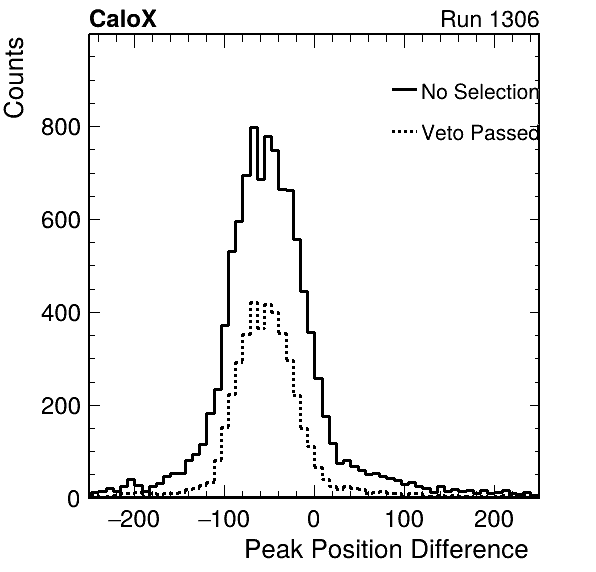 CaloX Run 1306
Counts
No Selection
Veto Passed
800
600
400
200
0
−200 −100 0 100 200
Peak Position Difference